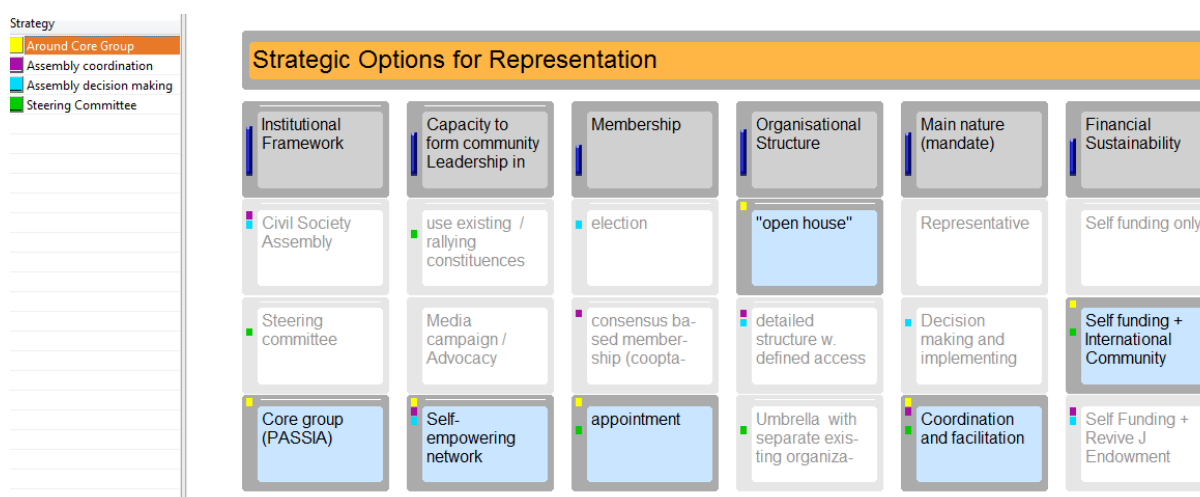 Strategy
Around Core Group
Assembly coordination
Assembly decision making
Steering Committee
Strategic Options for Representation
Institutional
Framework
Capacity to
form community
Leadership in
Membership
Organisational
Structure
Main nature
(mandate)
Financial
Sustainability
Civil Society
Assembly
use existing /
rallying
constituences
election
"open house"
Representative
Self funding only
Steering
committee
Media
campaign /
Advocacy
consensus ba-
sed member-
ship (coopta-
detailed
structure w.
defined access
Decision
making and
implementing
Self funding +
International
Community
Core group
(PASSIA)
Self-
empowering
network
appointment
Umbrella with
separate exis-
ting organiza-
Coordination
and facilitation
Self Funding +
Revive J
Endowment